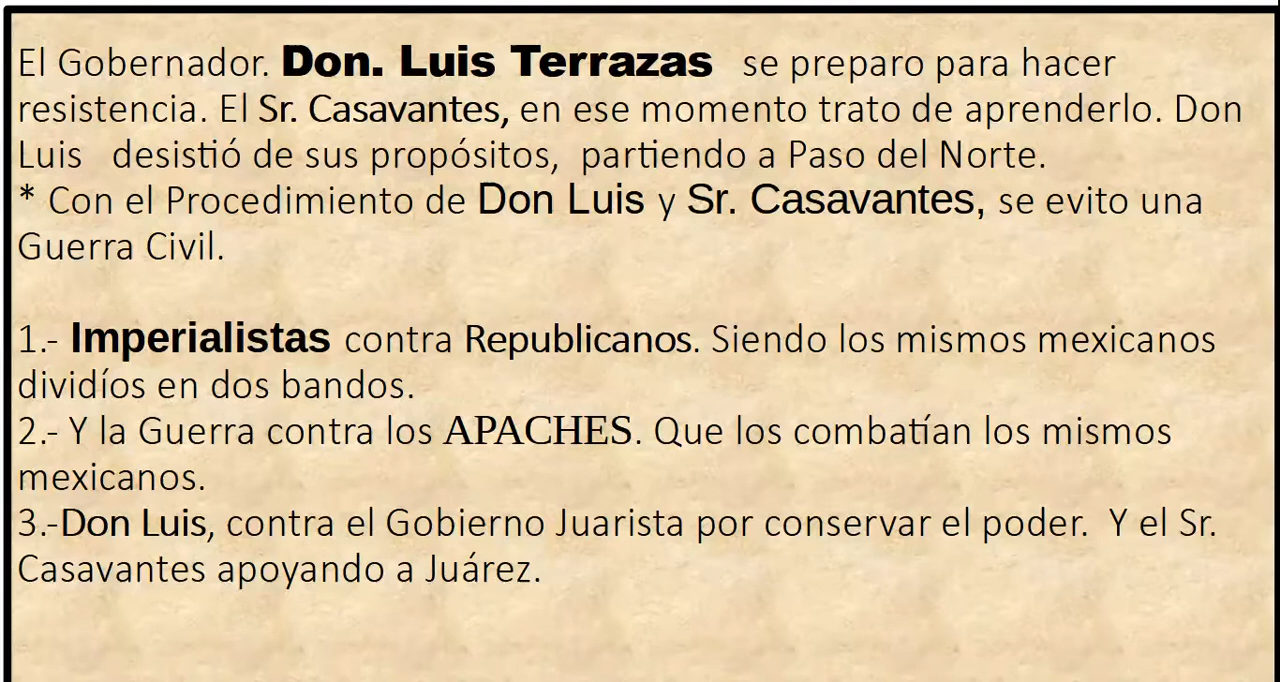 El Gobernador. Don. Luis Terrazas se preparo para hacer
resistencia. El Sr. Casavantes, en ese momento trato de aprenderlo. Don
Luis desistió de sus propósitos, partiendo a Paso del Norte.
* Con el Procedimiento de Don Luis y Sr. Casavantes, se evito una
Guerra Civil.
1.- Imperialistas contra Republicanos. Siendo los mismos mexicanos
dividíos en dos bandos.
2.- Y la Guerra contra los APACHES. Que los combatían los mismos
mexicanos.
3.-Don Luis, contra el Gobierno Juarista por conservar el poder. Y el Sr.
Casavantes apoyando a Juárez.